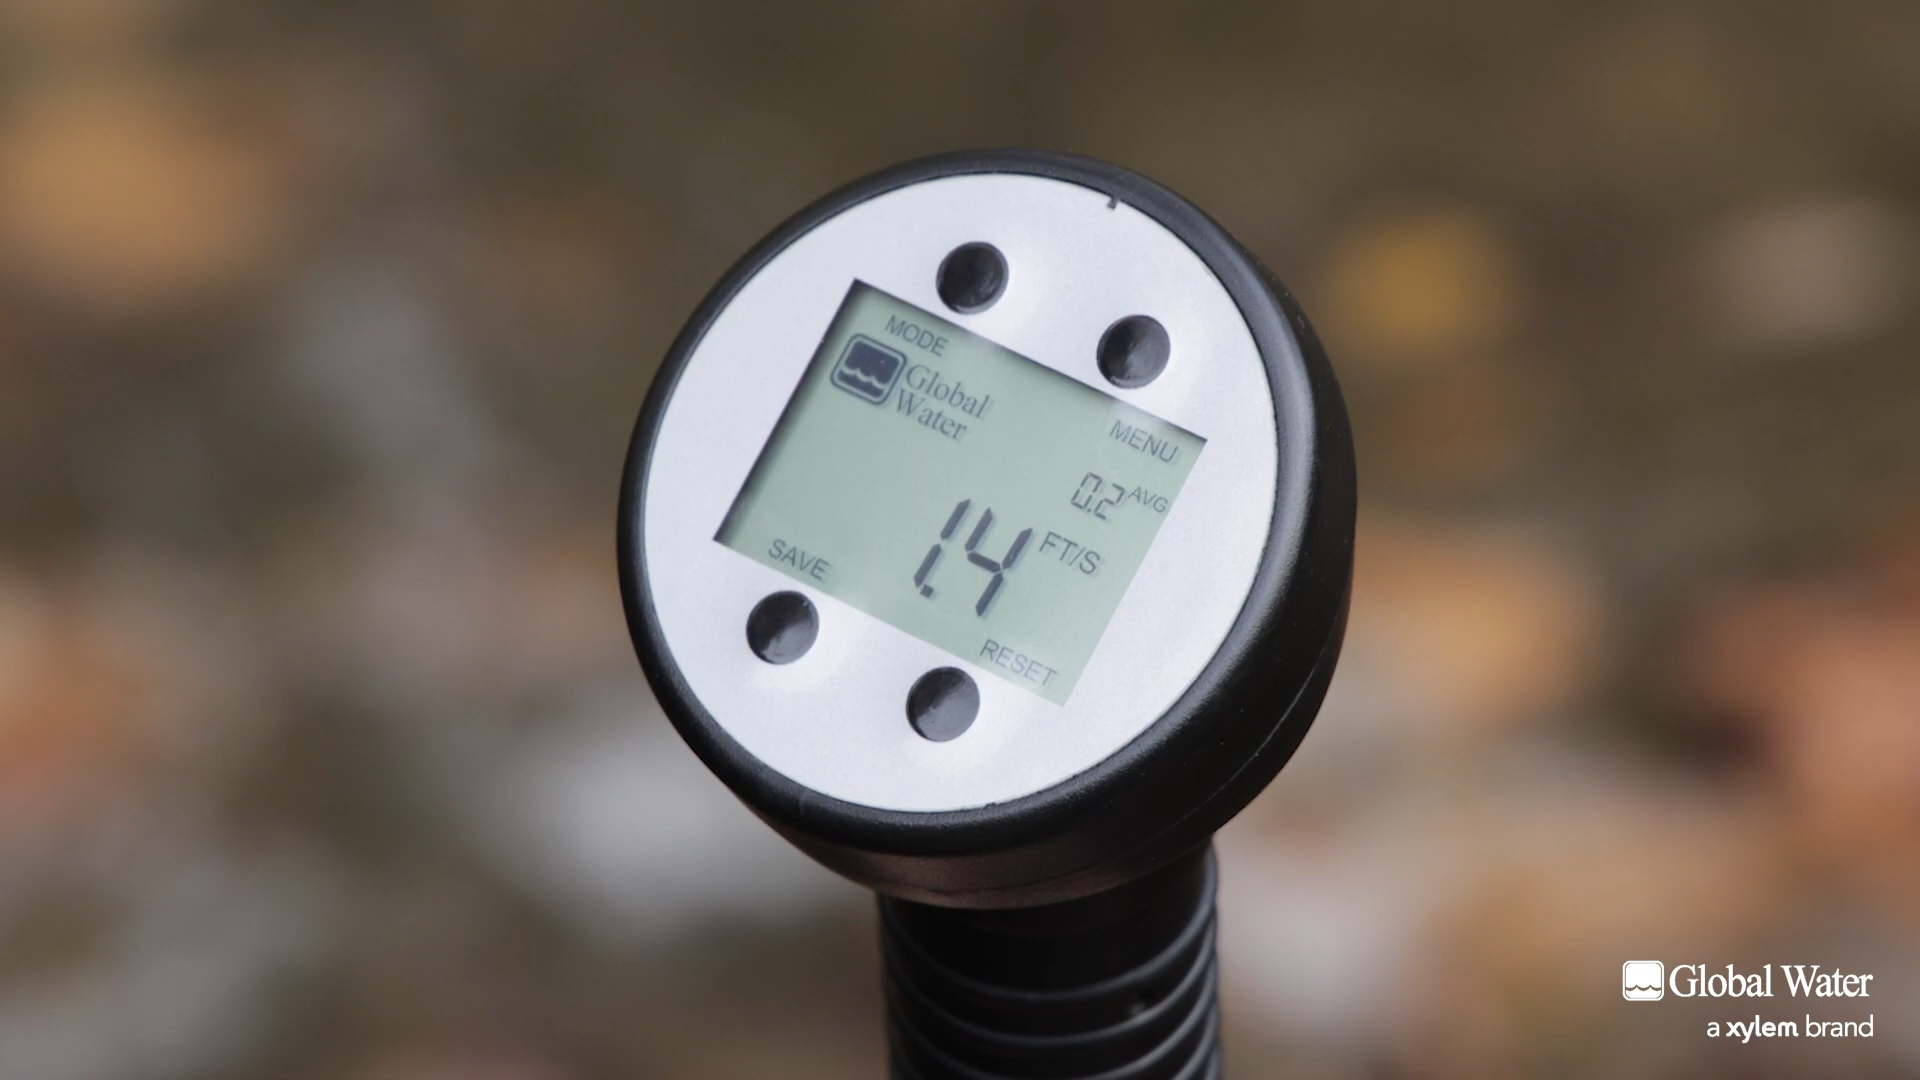 MODE
Global
Water
MENU
0.2 AVG
1.4 FT/S
SAVE
RESET
Global Water
a xylem brand